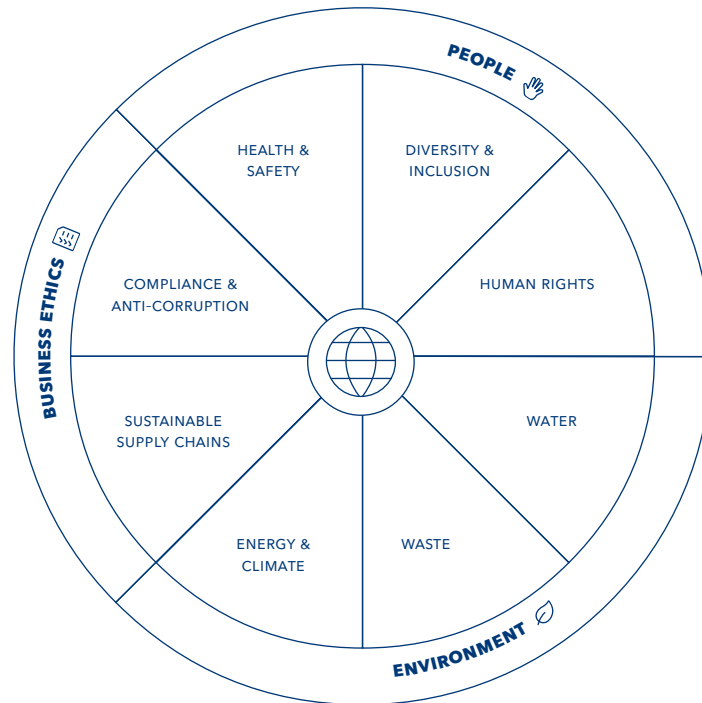 PEOPLE
HEALTH &
SAFETY
DIVERSITY &
INCLUSION
COMPLIANCE &
ANTI-CORRUPTION
HUMAN RIGHTS
BUSINESS ETHICS
SUSTAINABLE
SUPPLY CHAINS
WATER
ENERGY &
CLIMATE
WASTE
ENVIRONMENT